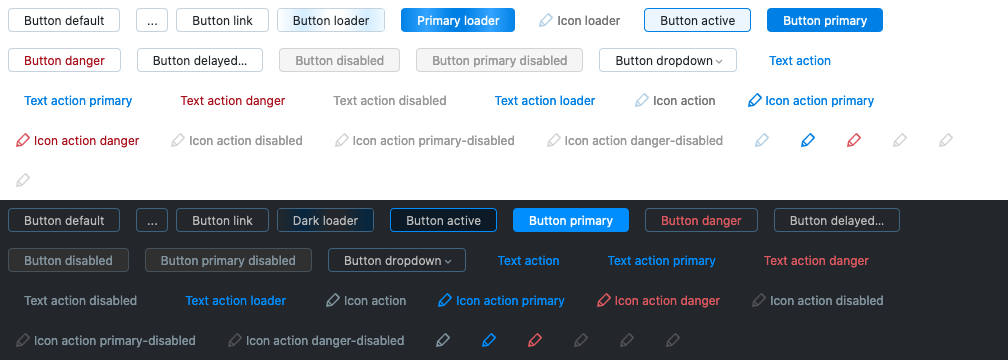 Button default ... Button link Button loader Primary loader Icon loader Button active Button primary
Button danger Button delayed... Button disabled Button primary disabled Button dropdown Text action
Text action primary Text action danger Text action disabled Text action loader Icon action Icon action primary
Icon action danger Icon action disabled Icon action primary-disabled Icon action danger-disabled
Button default ... Button link Dark loader Button active Button primary Button danger Button delayed...
Button disabled Button primary disabled Button dropdown Text action Text action primary Text action danger
Text action disabled Text action loader Icon action Icon action primary Icon action danger Icon action disabled
Icon action primary-disabled Icon action danger-disabled